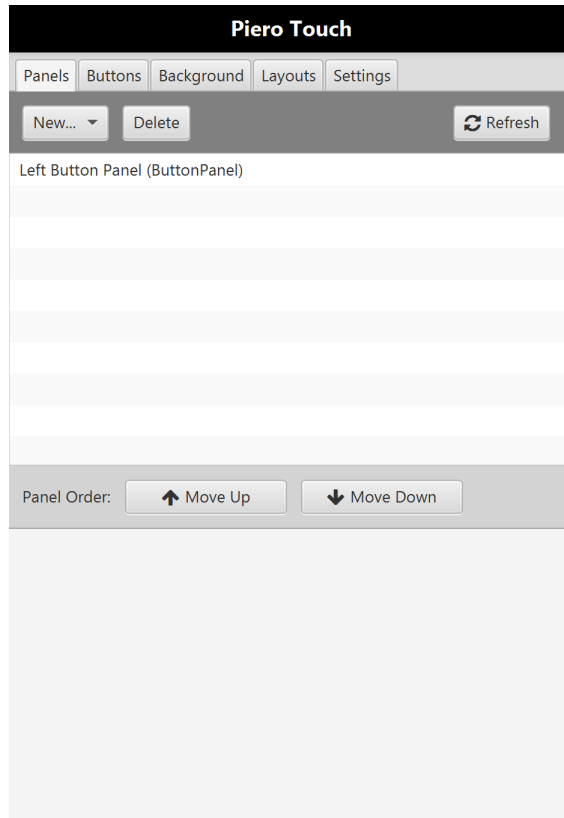 Piero Touch
Panels Buttons Background Layouts Settings
New... Delete Refresh
Left Button Panel (ButtonPanel)
Panel Order: Move Up Move Down